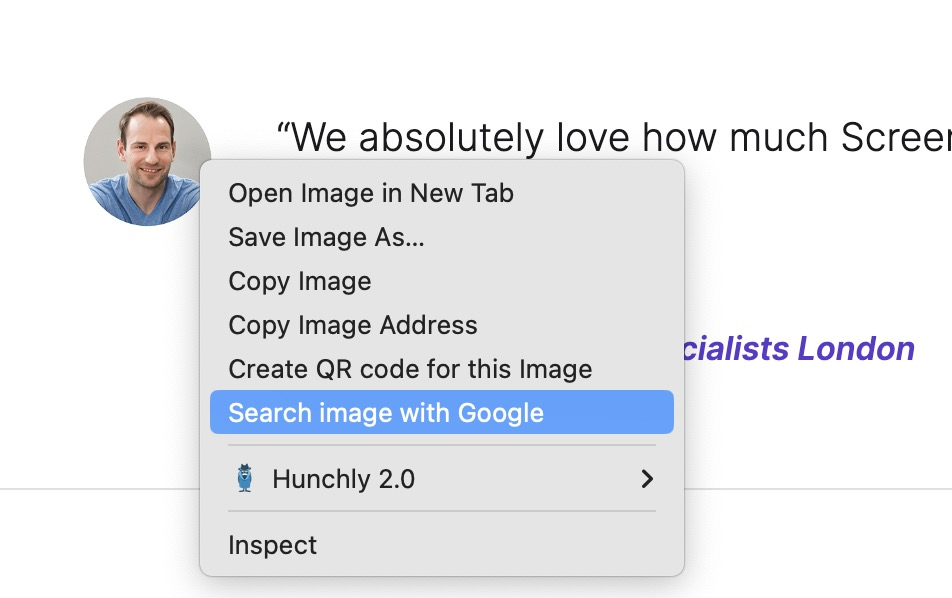 “We absolutely love how much Screen
Open Image in New Tab
Save Image As...
Copy Image
Copy Image Address
cialists London
Create QR code for this Image
Search image with Google
Hunchly 2.0
Inspect